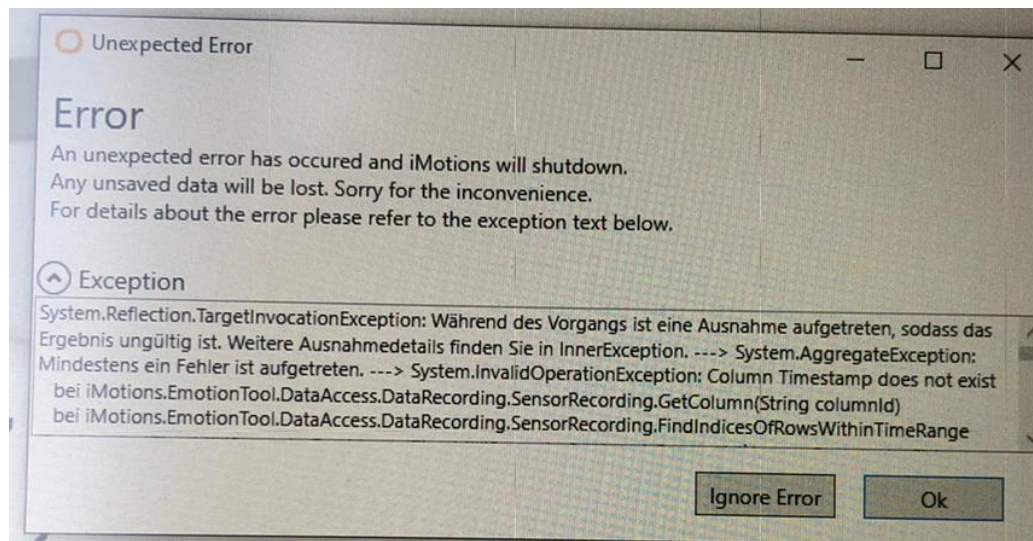 Unexpected Error
Error
An unexpected error has occured and iMotions will shutdown.
Any unsaved data will be lost. Sorry for the inconvenience.
For details about the error please refer to the exception text below.
Exception
System.Reflection.TargetInvocationException: Während des Vorgangs ist eine Ausnahme aufgetreten, sodass das
Ergebnis ungültig ist. Weitere Ausnahmedetails finden Sie in InnerException. ---> System.AggregateException:
Mindestens ein Fehler ist aufgetreten. ---> System.InvalidOperationException: Column Timestamp does not exist
bei iMotions.EmotionTool.DataAccess.DataRecording.SensorRecording.GetColumn(String columnId)
bei iMotions.EmotionTool.DataAccess.DataRecording.SensorRecording.FindIndicesOfRowsWithinTimeRange
Ignore Error Ok